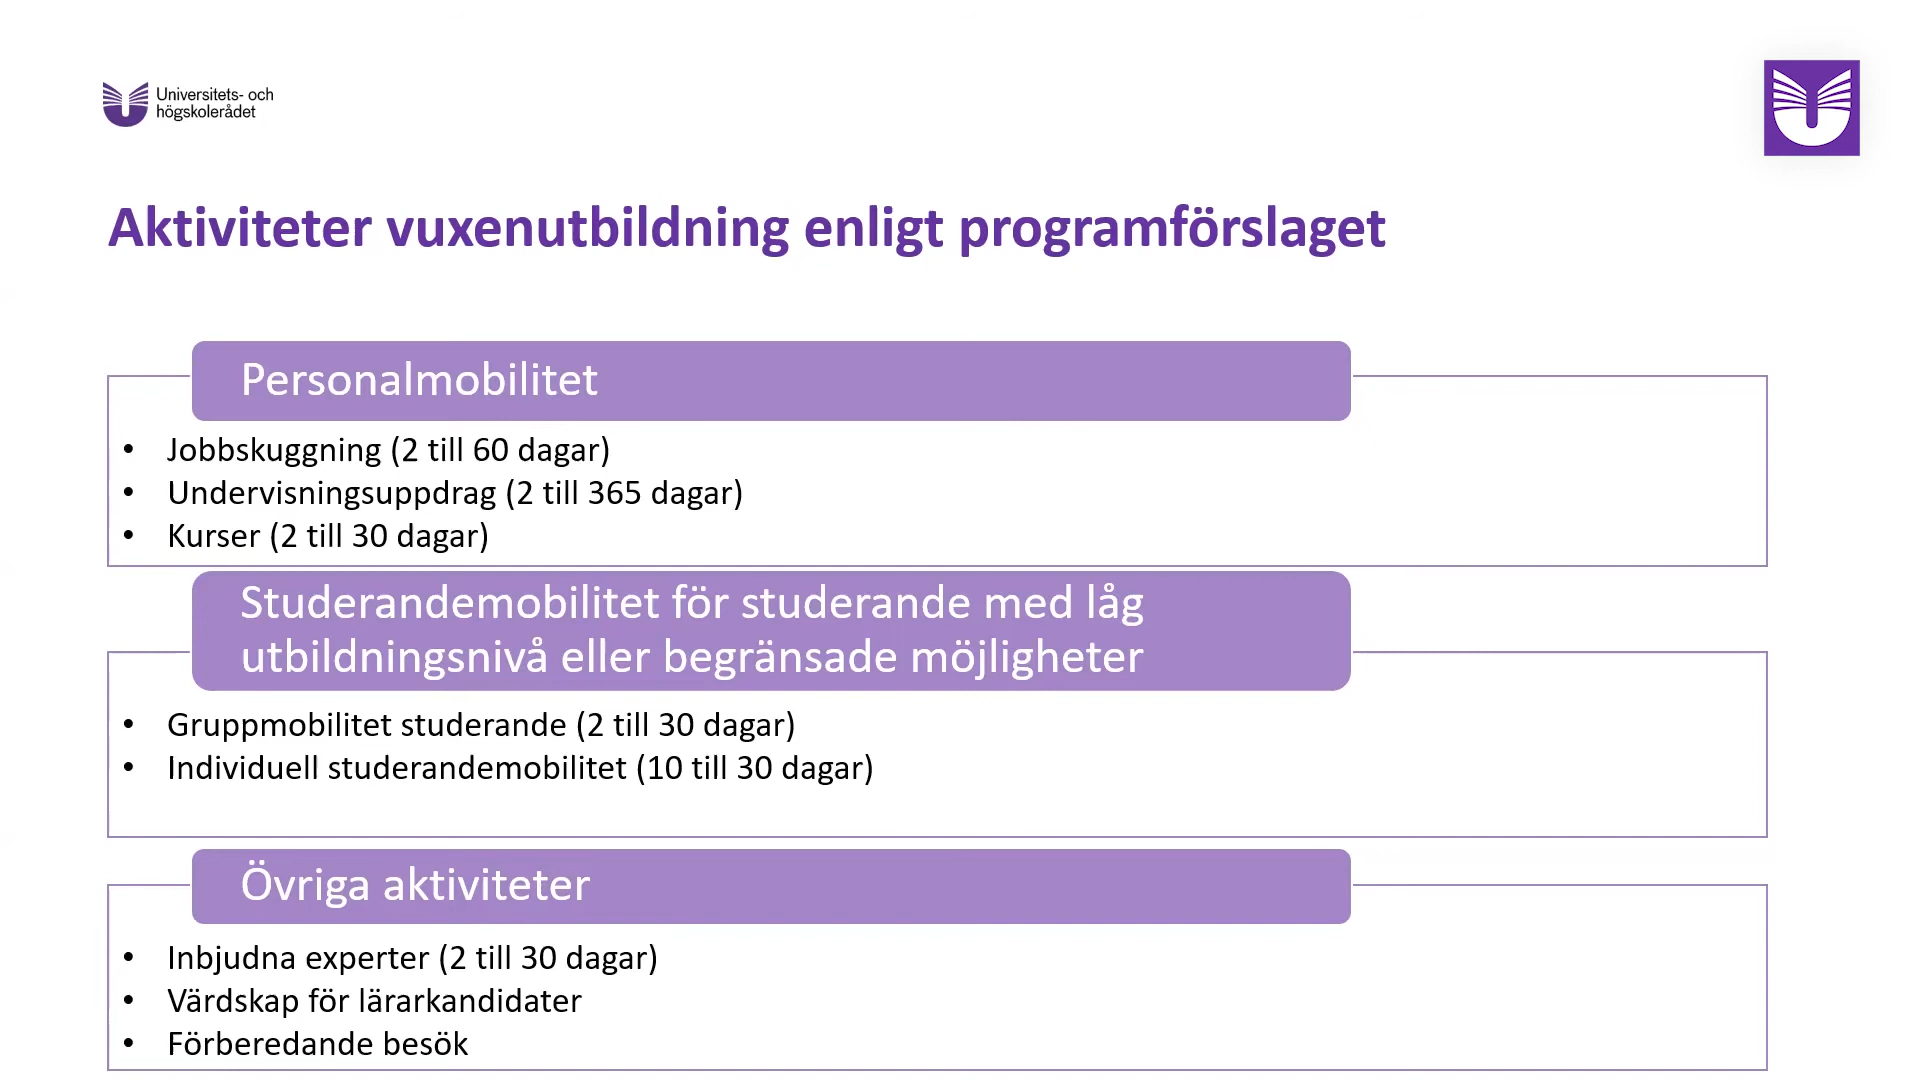 Universitets- och
högskolerådet
Aktiviteter vuxenutbildning enligt programförslaget
Personalmobilitet
• Jobbskuggning (2 till 60 dagar)
• Undervisningsuppdrag (2 till 365 dagar)
• Kurser (2 till 30 dagar)
Studerandemobilitet för studerande med låg
utbildningsnivå eller begränsade möjligheter
• Gruppmobilitet studerande (2 till 30 dagar)
• Individuell studerandemobilitet (10 till 30 dagar)
Övriga aktiviteter
• Inbjudna experter (2 till 30 dagar)
• Värdskap för lärarkandidater
• Förberedande besök